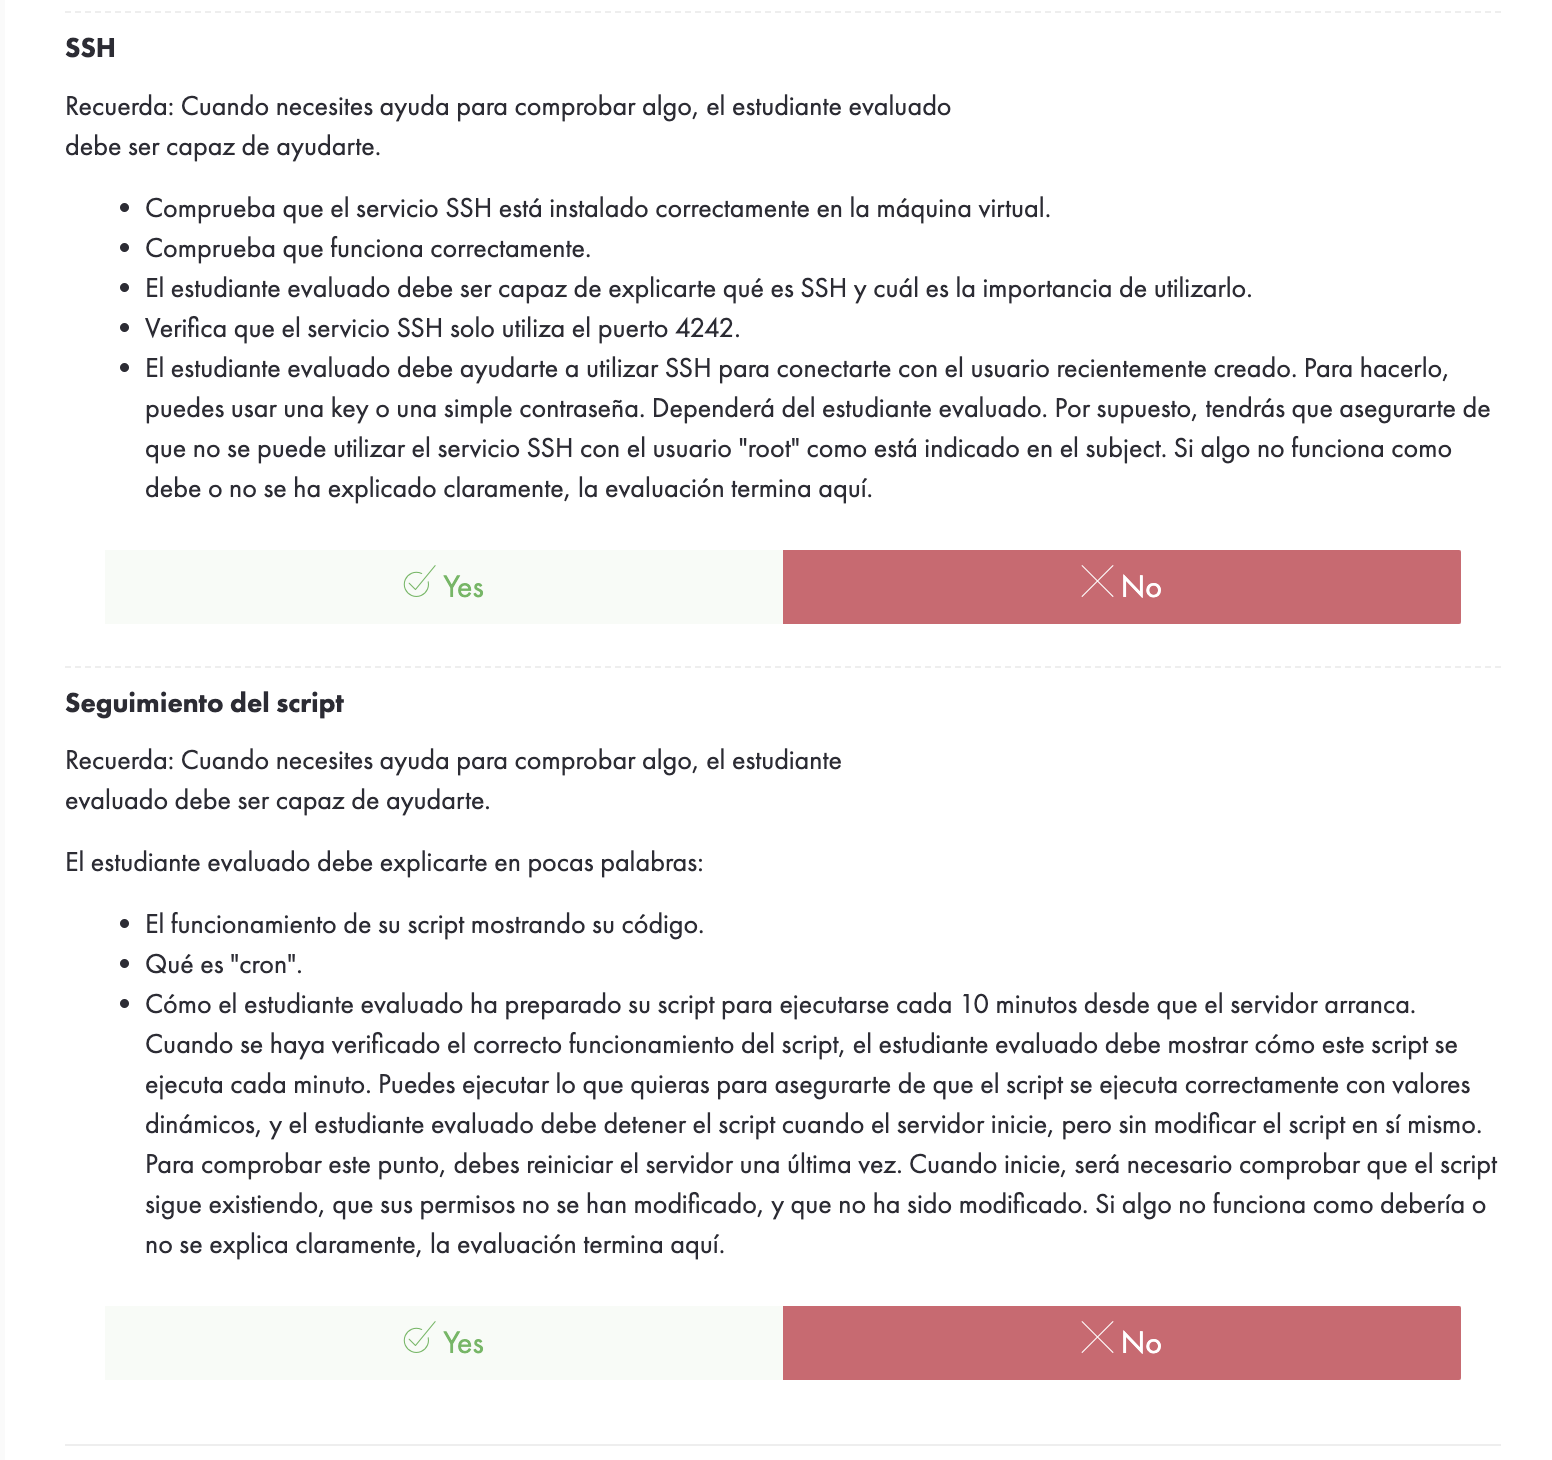 SSH
Recuerda: Cuando necesites ayuda para comprobar algo, el estudiante evaluado
debe ser capaz de ayudarte.
• Comprueba que el servicio SSH está instalado correctamente en la máquina virtual.
• Comprueba que funciona correctamente.
• El estudiante evaluado debe ser capaz de explicarte qué es SSH y cuál es la importancia de utilizarlo.
• Verifica que el servicio SSH solo utiliza el puerto 4242.
• El estudiante evaluado debe ayudarte a utilizar SSH para conectarte con el usuario recientemente creado. Para hacerlo,
puedes usar una key o una simple contraseña. Dependerá del estudiante evaluado. Por supuesto, tendrás que asegurarte de
que no se puede utilizar el servicio SSH con el usuario "root" como está indicado en el subject. Si algo no funciona como
debe o no se ha explicado claramente, la evaluación termina aquí.
Yes
No
Seguimiento del script
Recuerda: Cuando necesites ayuda para comprobar algo, el estudiante
evaluado debe ser capaz de ayudarte.
El estudiante evaluado debe explicarte en pocas palabras:
• El funcionamiento de su script mostrando su código.
• Qué es "cron".
• Cómo el estudiante evaluado ha preparado su script para ejecutarse cada 10 minutos desde que el servidor arranca.
Cuando se haya verificado el correcto funcionamiento del script, el estudiante evaluado debe mostrar cómo este script se
ejecuta cada minuto. Puedes ejecutar lo que quieras para asegurarte de que el script se ejecuta correctamente con valores
dinámicos, y el estudiante evaluado debe detener el script cuando el servidor inicie, pero sin modificar el script en sí mismo.
Para comprobar este punto, debes reiniciar el servidor una última vez. Cuando inicie, será necesario comprobar que el script
sigue existiendo, que sus permisos no se han modificado, y que no ha sido modificado. Si algo no funciona como debería o
no se explica claramente, la evaluación termina aquí.
Yes
No